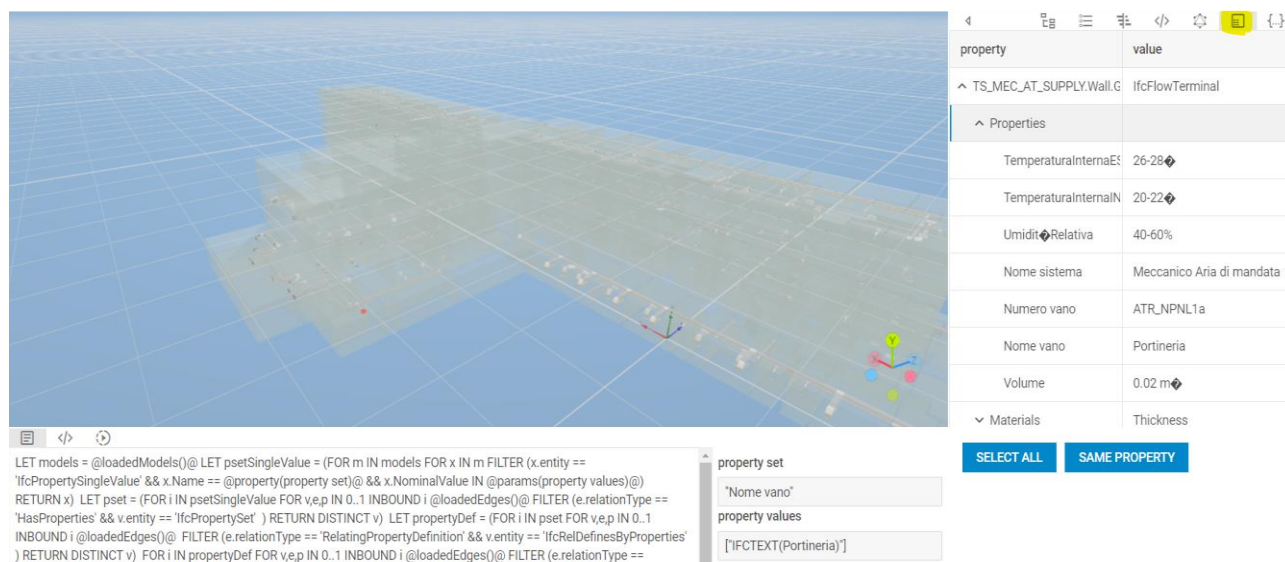 property value
TS_MEC_AT_SUPPLY.Wall.G IfcFlowTerminal
Properties
TemperaturaInternaES 26-28�
TemperaturaInternaIN 20-22�
Umidit�Relativa 40-60%
Nome sistema Meccanico Aria di mandata
Numero vano ATR_NPNL1a
Nome vano Portineria
Volume 0.02 m�
Materials Thickness
SELECT ALL SAME PROPERTY
Y
X
Z
LET models = @loadedModels()@ LET psetSingleValue = (FOR m IN models FOR x IN m FILTER (x.entity ==
'IfcPropertySingleValue' && x.Name == @property(property set)@ && x.NominalValue IN @params(property values)@)
RETURN x) LET pset = (FOR i IN psetSingleValue FOR v,e,p IN 0..1 INBOUND i @loadedEdges()@ FILTER (e.relationType ==
'HasProperties' && v.entity == 'IfcPropertySet' ) RETURN DISTINCT v) LET propertyDef = (FOR i IN pset FOR v,e,p IN 0..1
INBOUND i @loadedEdges()@ FILTER (e.relationType == 'RelatingPropertyDefinition' && v.entity == 'IfcRelDefinesByProperties'
) RETURN DISTINCT v) FOR i IN propertyDef FOR v,e,p IN 0..1 INBOUND i @loadedEdges()@ FILTER (e.relationType ==
property set
"Nome vano"
property values
["IFCTEXT(Portineria)"]